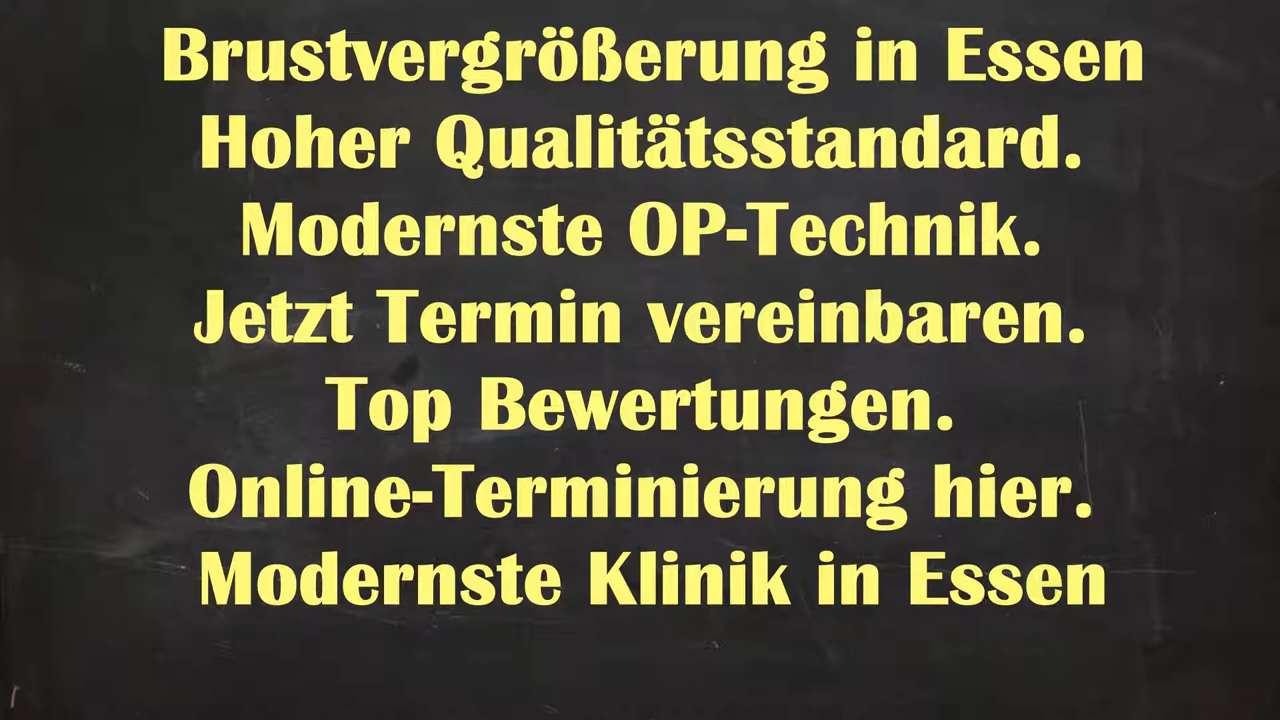 Brustvergrößerung in Essen
Hoher Qualitätsstandard.
Modernste OP-Technik.
Jetzt Termin vereinbaren.
Top Bewertungen.
Online-Terminierung hier.
Modernste Klinik in Essen